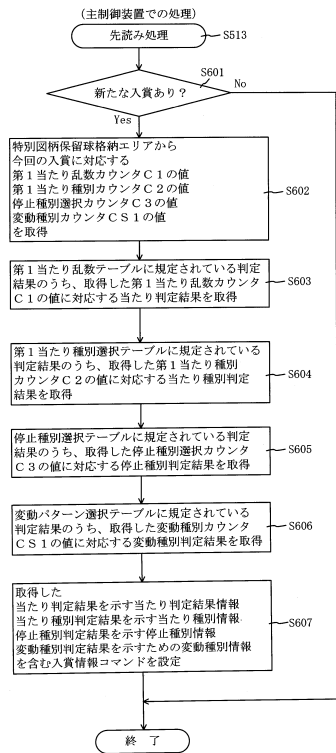 (主制御装置での処理)
先読み処理
S513
S601
新たな入賞あり?
No
Yes
特別図柄保留球格納エリアから
今回の入賞に対応する
第1当たり乱数カウンタC1の値
第1当たり種別カウンタC2の値
停止種別選択カウンタC3の値
変動種別カウンタCS1の値
を取得
S602
第1当たり乱数テーブルに規定されている判定
結果のうち、取得した第1当たり乱数カウンタ
C1の値に対応する当たり判定結果を取得
S603
第1当たり種別選択テーブルに規定されている
判定結果のうち、取得した第1当たり種別
カウンタC2の値に対応する当たり種別判定
結果を取得
S604
停止種別選択テーブルに規定されている判定
結果のうち、取得した停止種別選択カウンタ
C3の値に対応する停止種別判定結果を取得
S605
変動パターン選択テーブルに規定されている
判定結果のうち、取得した変動種別カウンタ
CS1の値に対応する変動種別判定結果を取得
S606
取得した
当たり判定結果を示す当たり判定結果情報
当たり種別判定結果を示す当たり種別情報
停止種別判定結果を示す停止種別情報
変動種別判定結果を示すための変動種別情報
を含む入賞情報コマンドを設定
S607
終了